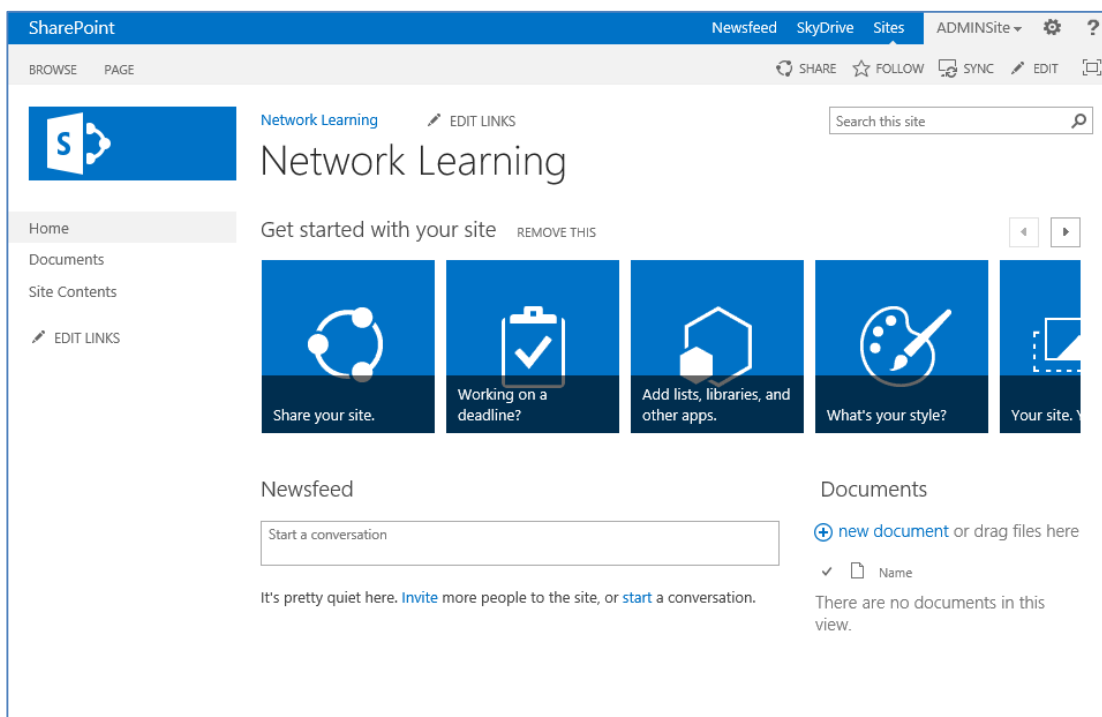 SharePoint
Newsfeed SkyDrive Sites ADMINSite ?
BROWSE PAGE
SHARE FOLLOW SYNC EDIT
S
Network Learning EDIT LINKS
Search this site
Network Learning
Home
Documents
Site Contents
EDIT LINKS
Get started with your site REMOVE THIS
Share your site.
Working on a
deadline?
Add lists, libraries, and
other apps.
What's your style?
Your site.
Newsfeed
Start a conversation
It's pretty quiet here. Invite more people to the site, or start a conversation.
Documents
new document or drag files here
Name
There are no documents in this
view.